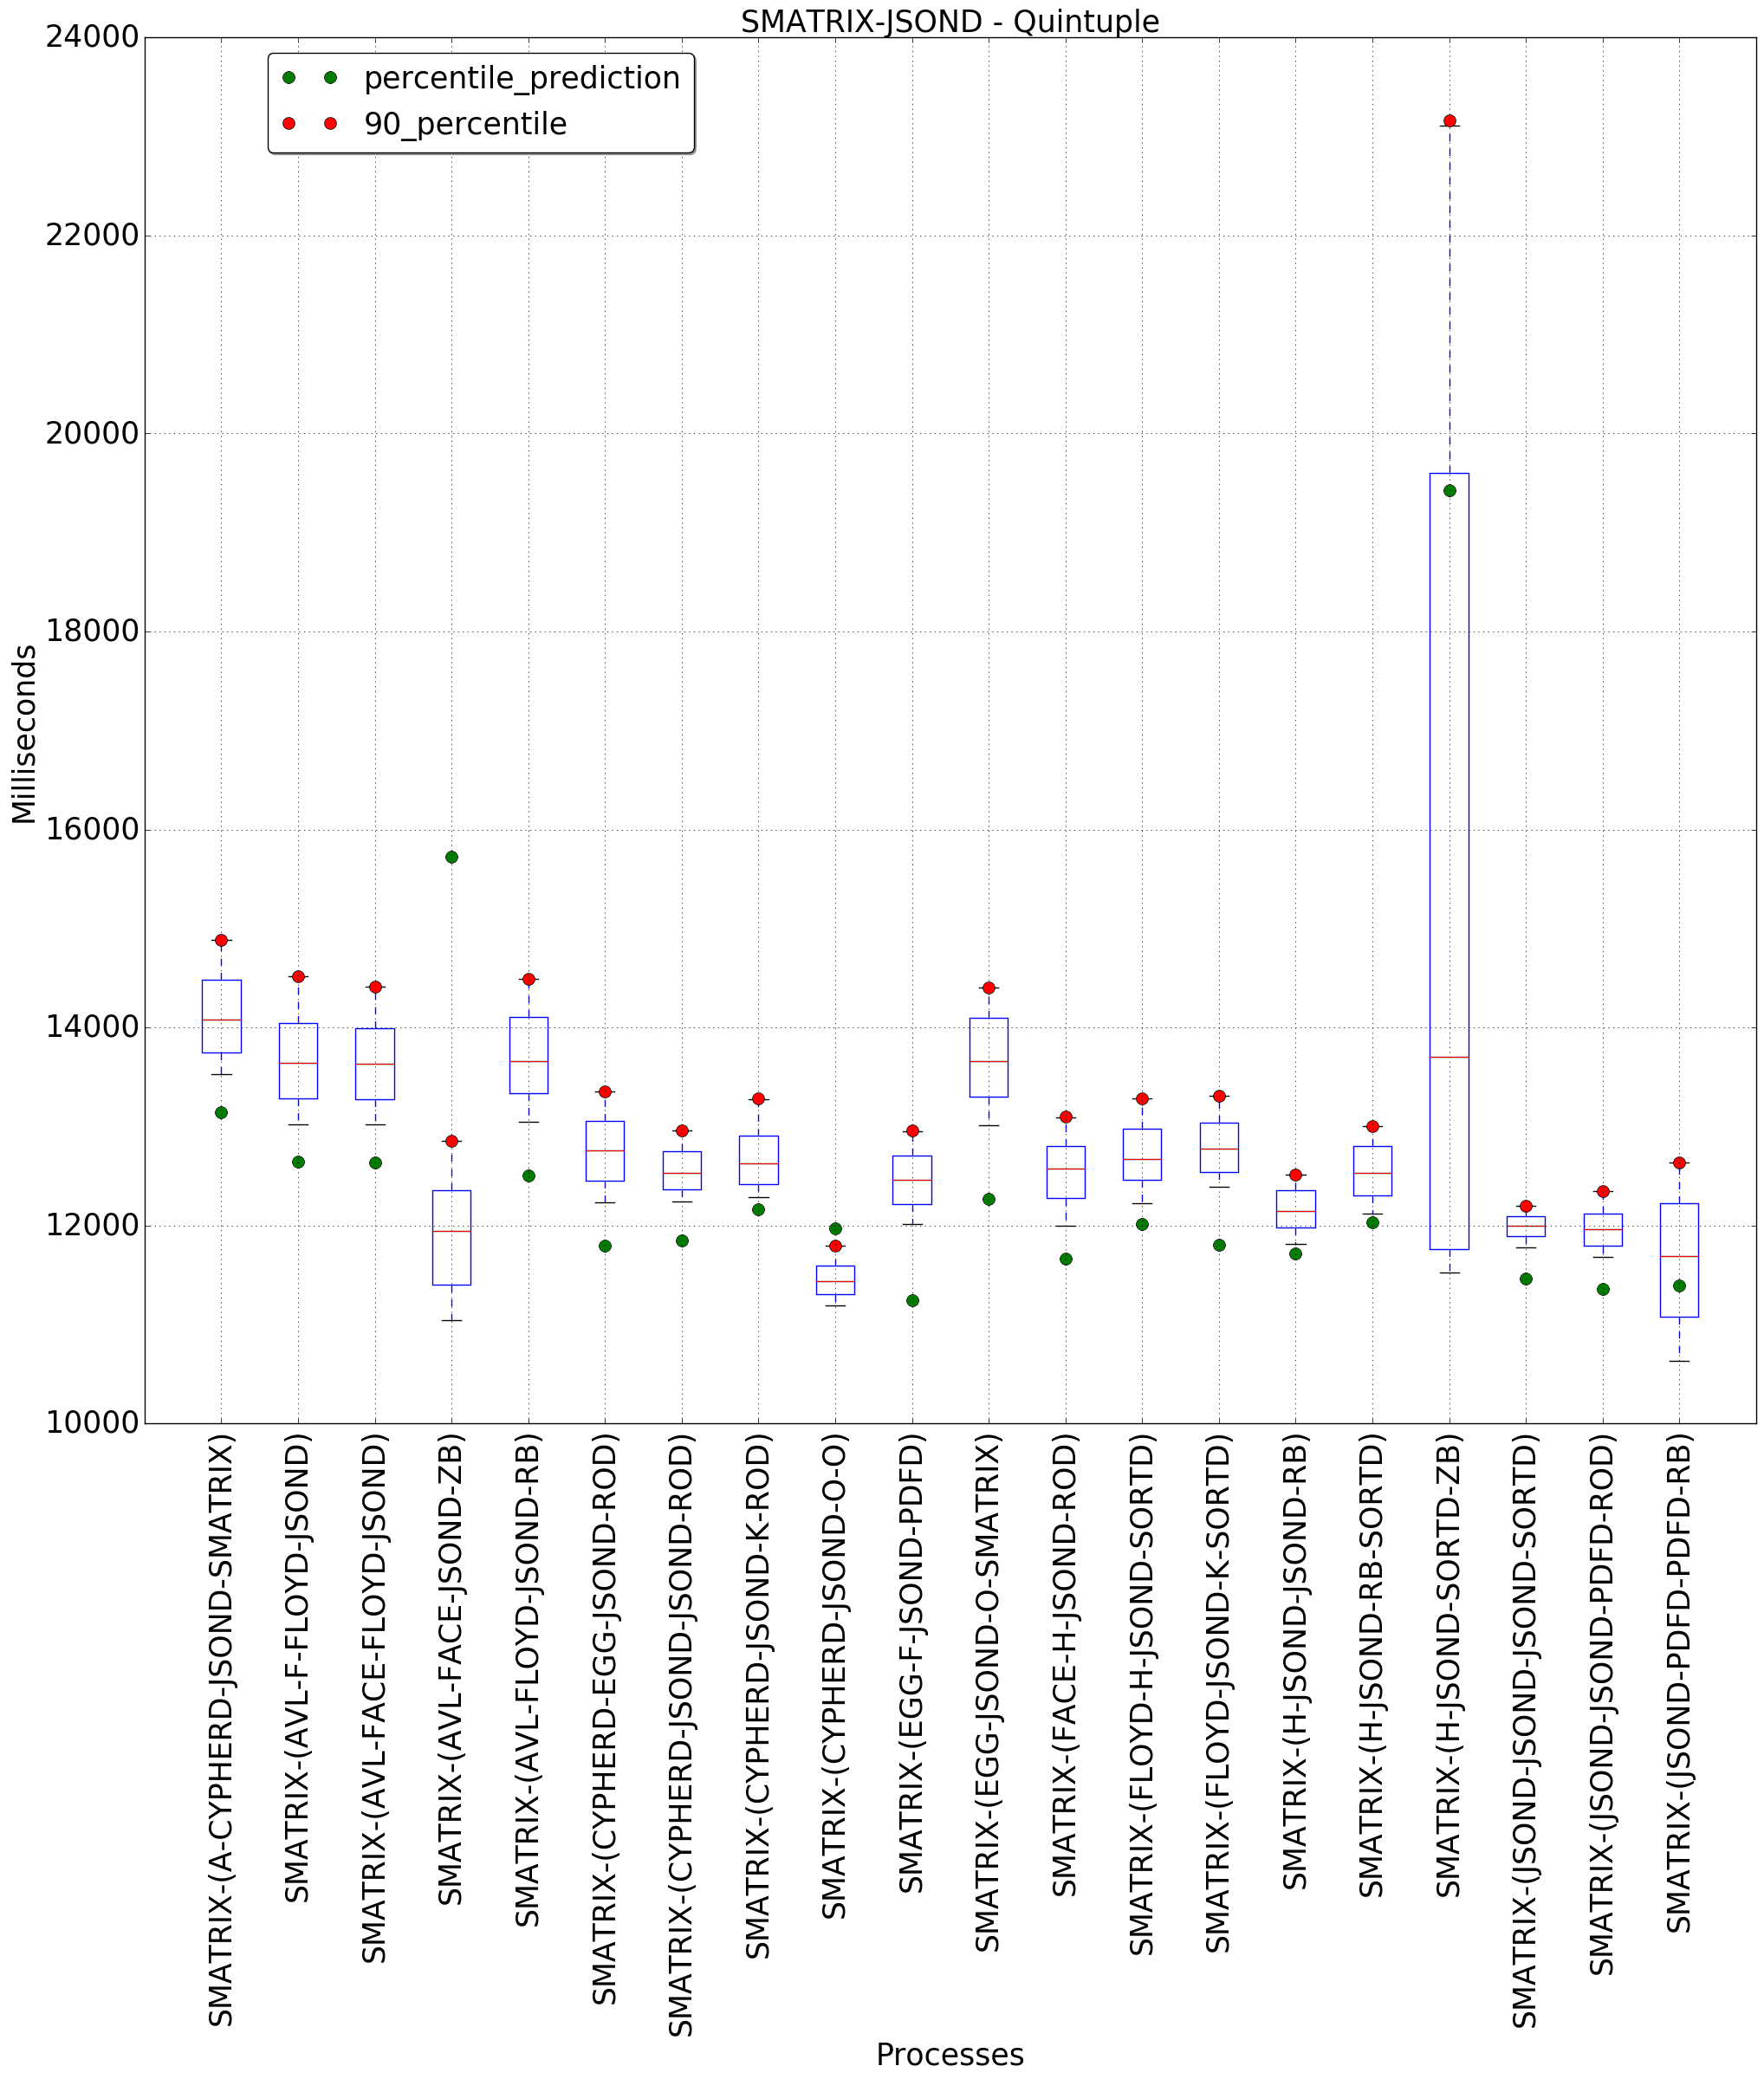 SMATRIX-JSOND - Quintuple
percentile_prediction
90_percentile
24000
22000
20000
18000
16000
14000
12000
10000
Milliseconds
SMATRIX-(A-CYPHERD-JSOND-SMATRIX)
SMATRIX-(AVL-F-FLOYD-JSOND)
SMATRIX-(AVL-FACE-FLOYD-JSOND)
SMATRIX-(AVL-FACE-JSOND-ZB)
SMATRIX-(AVL-FLOYD-JSOND-RB)
SMATRIX-(CYPHERD-EGG-JSOND-ROD)
SMATRIX-(CYPHERD-JSOND-JSOND-ROD)
SMATRIX-(CYPHERD-JSOND-K-ROD)
SMATRIX-(CYPHERD-JSOND-O-O)
SMATRIX-(EGG-F-JSOND-PDFD)
SMATRIX-(EGG-JSOND-O-SMATRIX)
SMATRIX-(FACE-H-JSOND-ROD)
SMATRIX-(FLOYD-H-JSOND-SORTD)
SMATRIX-(FLOYD-JSOND-K-SORTD)
SMATRIX-(H-JSOND-JSOND-RB)
SMATRIX-(H-JSOND-RB-SORTD)
SMATRIX-(H-JSOND-SORTD-ZB)
SMATRIX-(JSOND-JSOND-JSOND-SORTD)
SMATRIX-(JSOND-JSOND-PDFD-ROD)
SMATRIX-(JSOND-PDFD-PDFD-RB)
Processes